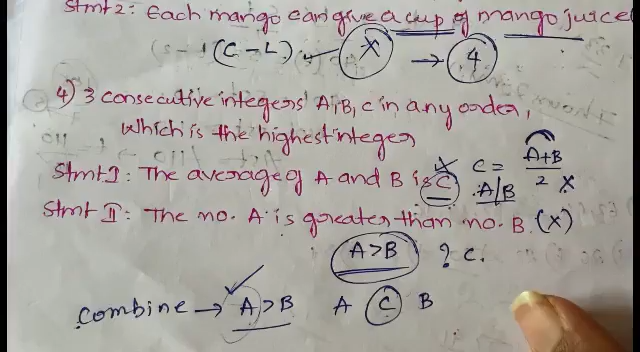 Stmt 2: Each mango can give a cup of mango juice
(C-L) ✓ X → 4
4) 3 consecutive integers A, B, C in any order,
which is the highest integer
Stmt I: The average of A and B is C X C = A+B/2
A/B X
Stmt II: The no. A is greater than no. B. (X)
A>B ? C.
combine → A>B ✓ A C B